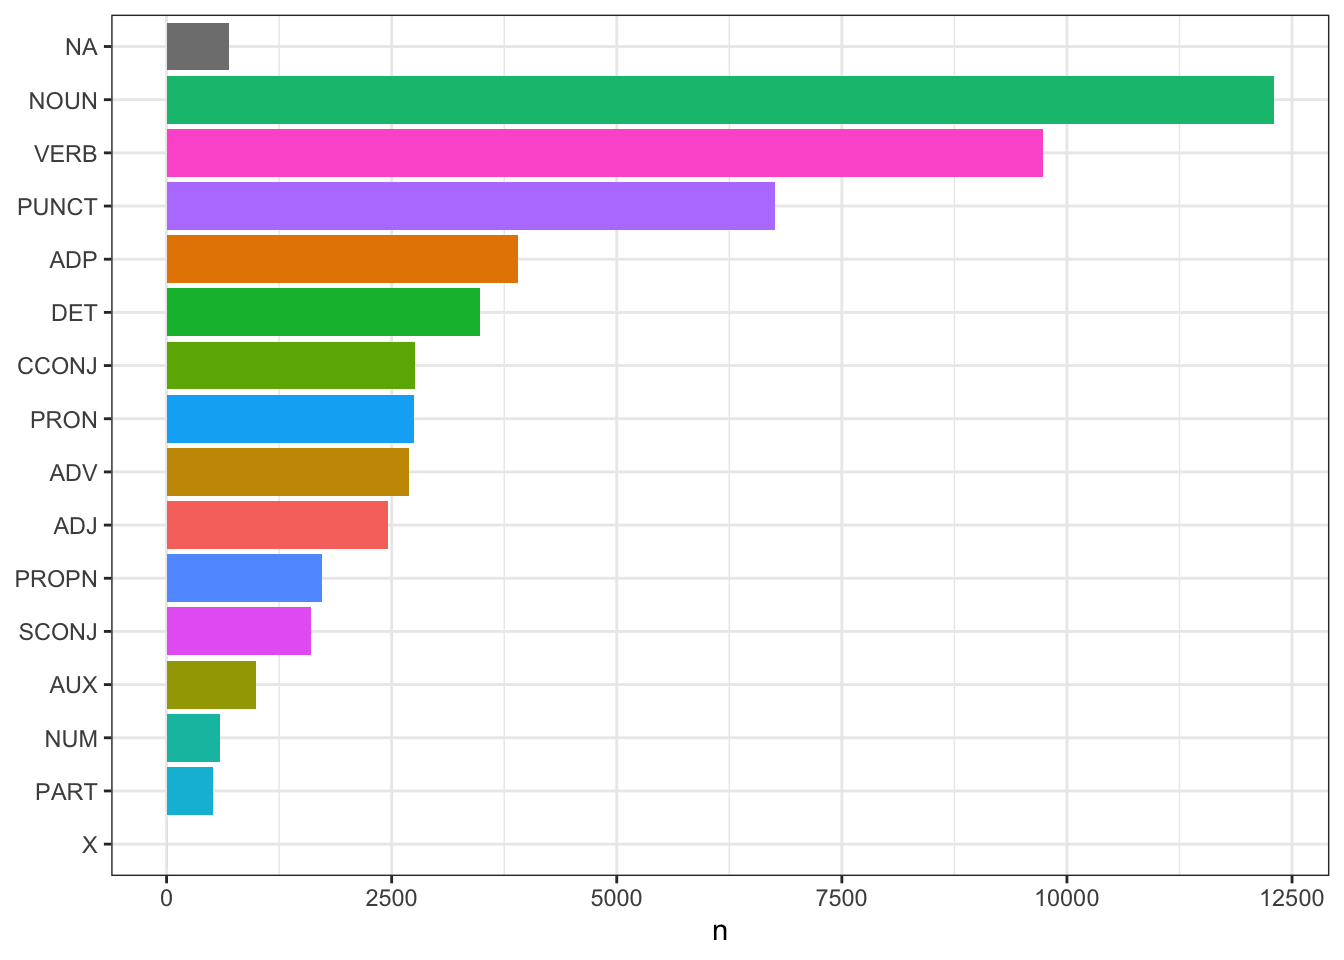 NA
NOUN
VERB
PUNCT
ADP
DET
CCONJ
PRON
ADV
ADJ
PROPN
SCONJ
AUX
NUM
PART
X
0 2500 5000 7500 10000 12500
n